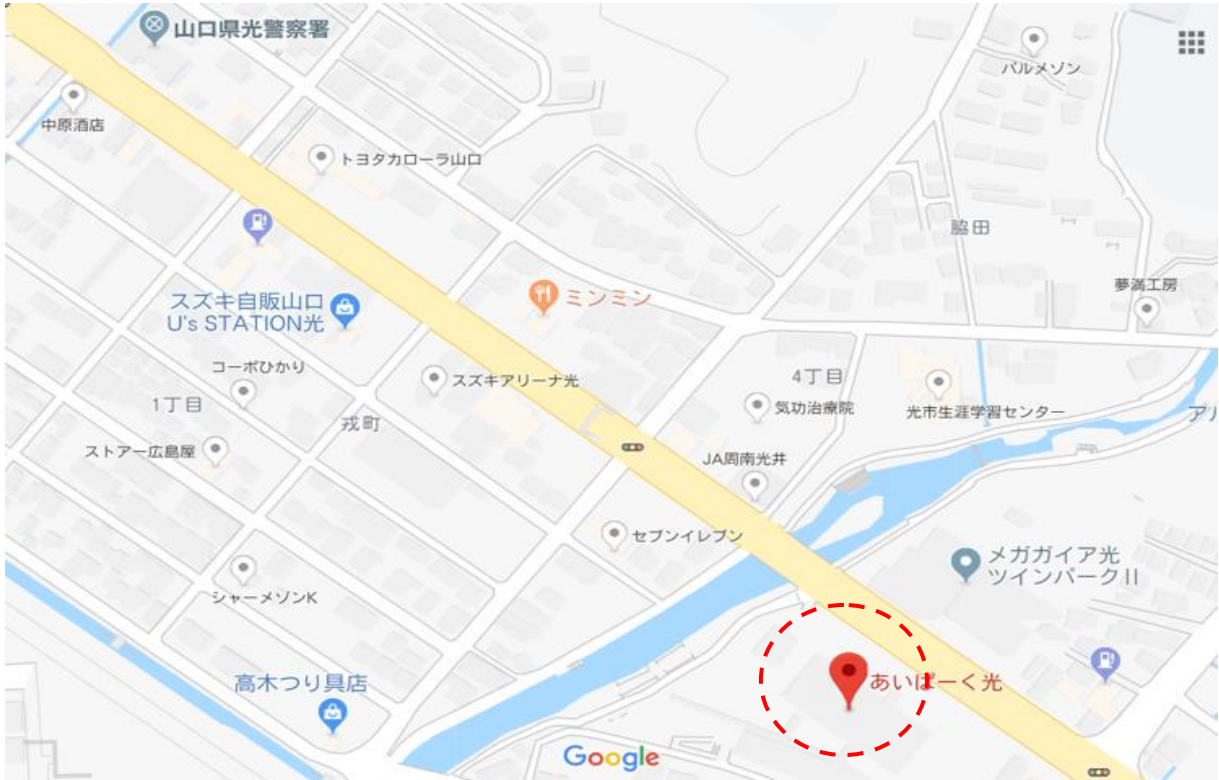 山口県光警察署
パルメゾン
中原酒店
トヨタカローラ山口
脇田
夢満工房
スズキ自販山口
U's STATION光
ミンミン
コーポひかり
スズキアリーナ光
4丁目
1丁目
戎町
気功治療院
光市生涯学習センター
アル
ストアー広島屋
JA周南光井
セブンイレブン
メガガイア光
ツインパークII
シャーメゾンK
高木つり具店
あいぱーく光
Google